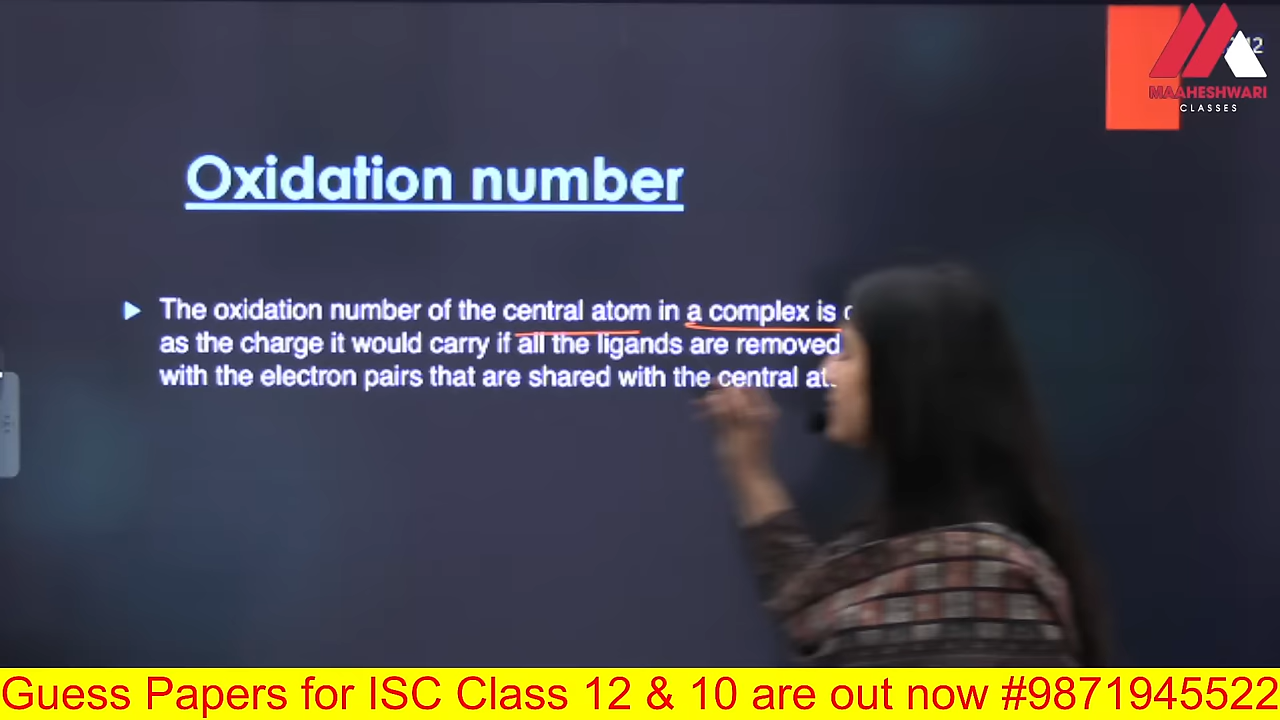 MAAHESHWARI
CLASSES
Oxidation number
The oxidation number of the central atom in a complex is
as the charge it would carry if all the ligands are removed
with the electron pairs that are shared with the central
Guess Papers for ISC Class 12 & 10 are out now #9871945522